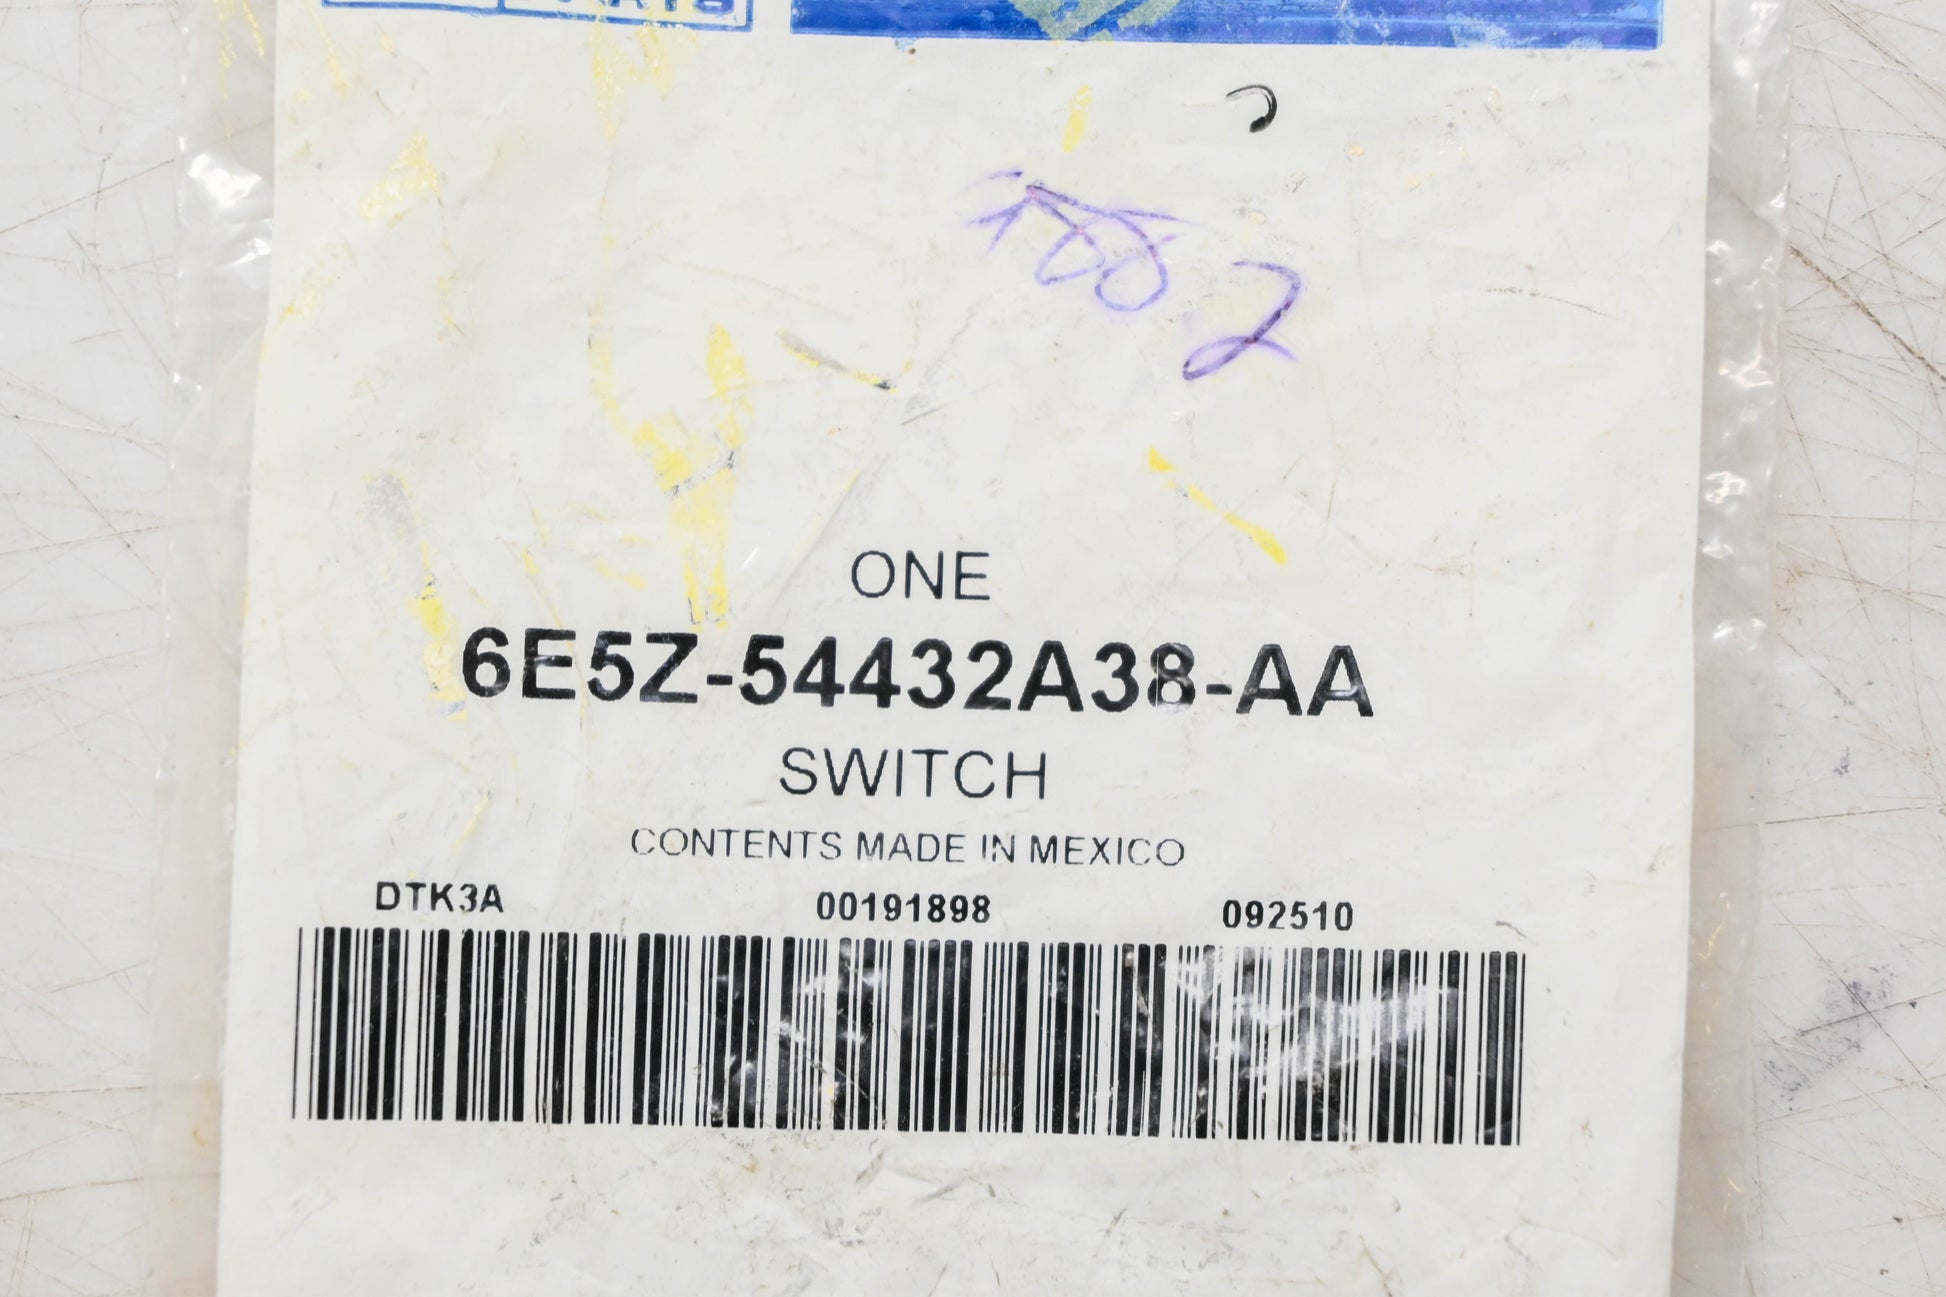 ONE
6E5Z-54432A38-AA
SWITCH
CONTENTS MADE IN MEXICO
DTK3A 00191898 092510